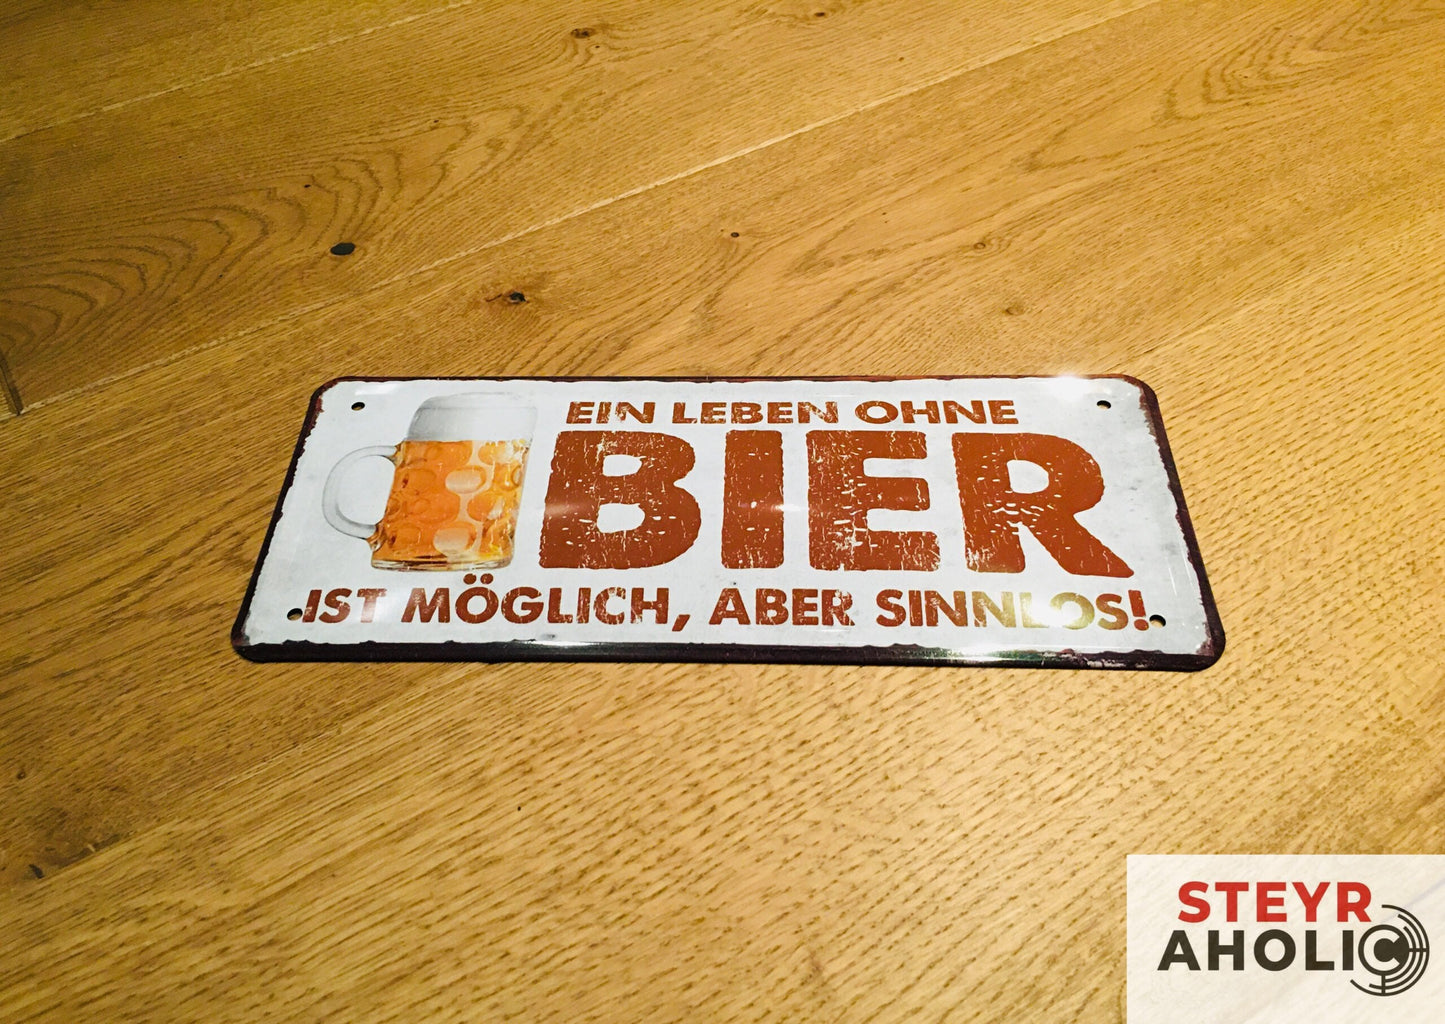 EIN LEBEN OHNE
BIER
IST MÖGLICH, ABER SINNLOS!
STEYR
AHOLIC